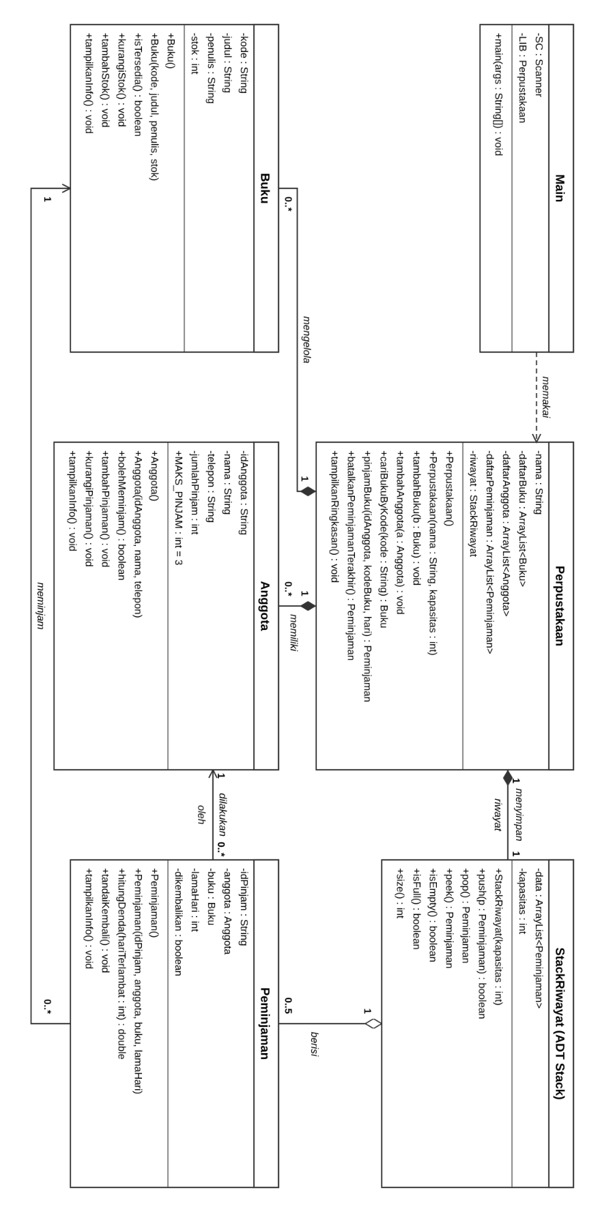 Main
-SC : Scanner
-LIB : Perpustakaan
+main(args : String[]) : void
memakai
Perpustakaan
-nama : String
-daftarBuku : ArrayList<Buku>
-daftarAnggota : ArrayList<Anggota>
-daftarPeminjaman : ArrayList<Peminjaman>
-riwayat : StackRiwayat
+Perpustakaan()
+Perpustakaan(nama : String, kapasitas : int)
+tambahBuku(b : Buku) : void
+tambahAnggota(a : Anggota) : void
+cariBukuByKode(kode : String) : Buku
+pinjamBuku(idAnggota, kodeBuku, hari) : Peminjaman
+batalkanPeminjamanTerakhir() : Peminjaman
+tampilkanRingkasan() : void
1
menyimpan
riwayat
1
StackRiwayat (ADT Stack)
-data : ArrayList<Peminjaman>
-kapasitas : int
+StackRiwayat(kapasitas : int)
+push(p : Peminjaman) : boolean
+pop() : Peminjaman
+peek() : Peminjaman
+isEmpty() : boolean
+isFull() : boolean
+size() : int
0..*
mengelola
1
1
0..*
memiliki
1
0..5
berisi
Buku
-kode : String
-judul : String
-penulis : String
-stok : int
+Buku()
+Buku(kode, judul, penulis, stok)
+isTersedia() : boolean
+kurangiStok() : void
+tambahStok() : void
+tampilkanInfo() : void
Anggota
-idAnggota : String
-nama : String
-telepon : String
-jumlahPinjam : int
+MAKS_PINJAM : int = 3
+Anggota()
+Anggota(idAnggota, nama, telepon)
+bolehMeminjam() : boolean
+tambahPinjaman() : void
+kurangiPinjaman() : void
+tampilkanInfo() : void
1
dilakukan
0..*
oleh
Peminjaman
-idPinjam : String
-anggota : Anggota
-buku : Buku
-lamaHari : int
-dikembalikan : boolean
+Peminjaman()
+Peminjaman(idPinjam, anggota, buku, lamaHari)
+hitungDenda(hariTerlambat : int) : double
+tandaiKembali() : void
+tampilkanInfo() : void
1
meminjam
0..*